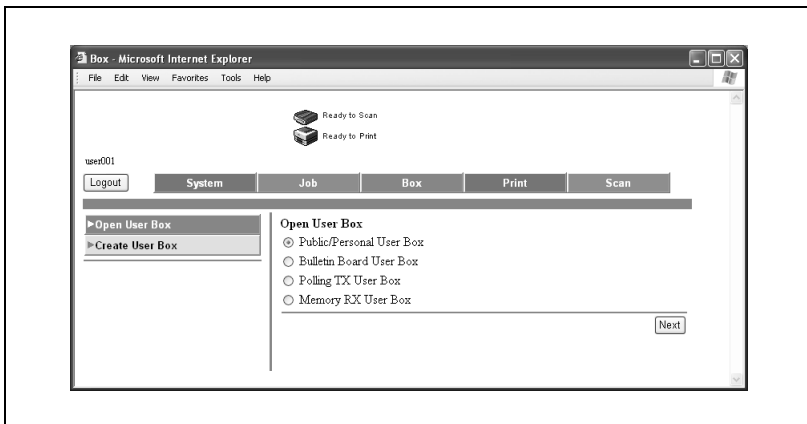 Box - Microsoft Internet Explorer
File Edit View Favorites Tools Help
Ready to Scan
Ready to Print
user001
Logout System Job Box Print Scan
Open User Box
Create User Box
Open User Box
Public/Personal User Box
Bulletin Board User Box
Polling TX User Box
Memory RX User Box
Next